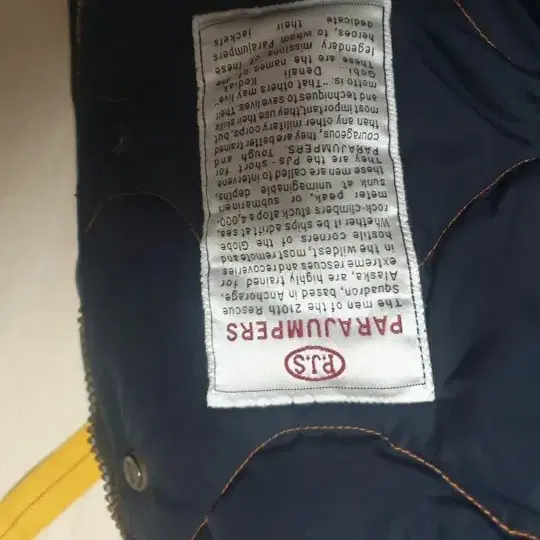 P.J.S
PARAJUMPERS
The men of the 210th Rescue
Squadron, based in Anchorage,
Alaska, are highly trained for
extreme rescues and recoveries
in the wildest, most remote and
hostile corners of the Globe.
Whether it be ships adrift at sea,
rock-climbers stuck atop a 4,000
meter, peak, or submariners
sunk at unimaginable depths,
these men are called to intervene
They are the PJs - short for
PARAJUMPERS. Tough and
courageous, they are better trained
than any other military corps, but
most important, they use their skills
and techniques to save lives. Their
motto is: "That others may live"
Gobi Denali Kodiak
These are the names of the
legendary missions of these
heroes, to whom Parajumpers
dedicate their jackets